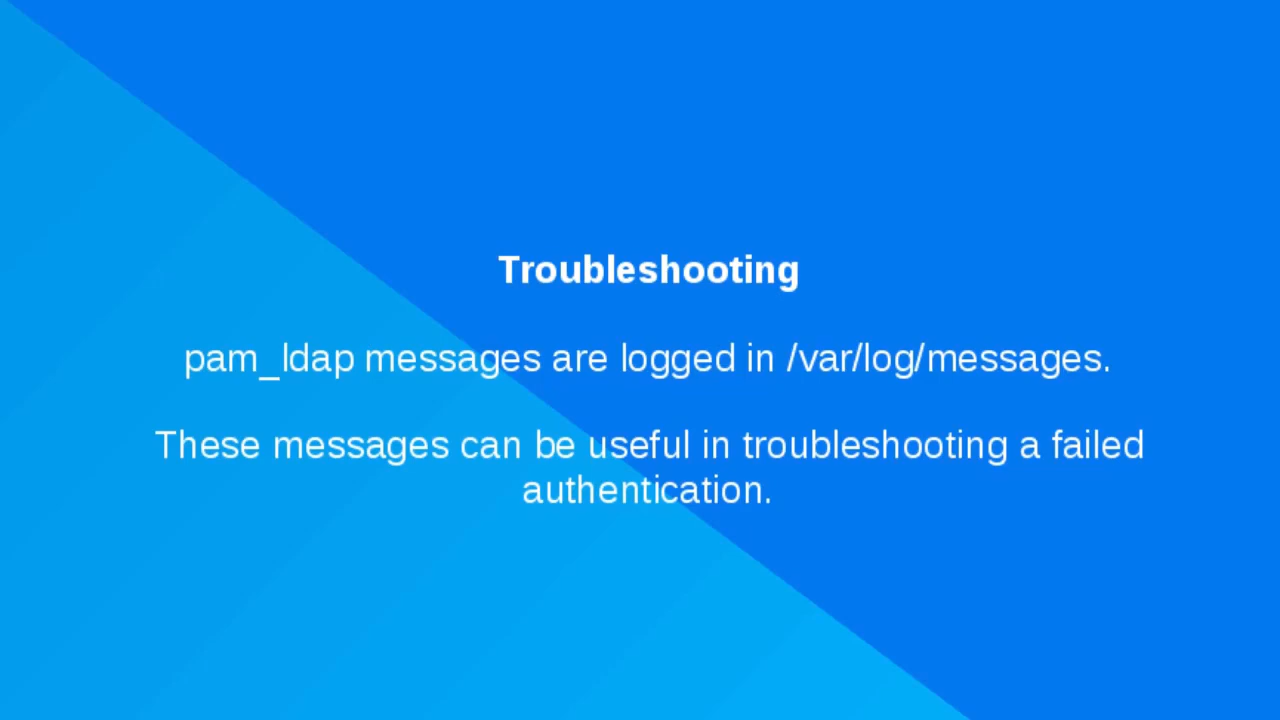 Troubleshooting
pam_ldap messages are logged in /var/log/messages.
These messages can be useful in troubleshooting a failed
authentication.